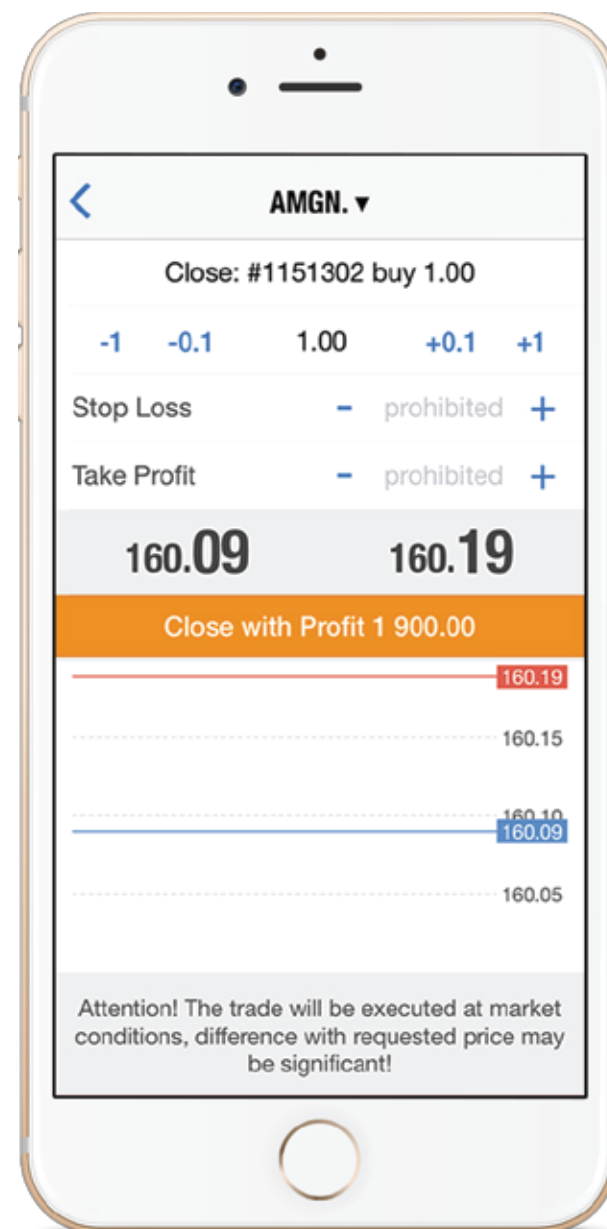 AMGN. ▾
Close: #1151302 buy 1.00
-1 -0.1 1.00 +0.1 +1
Stop Loss - prohibited +
Take Profit - prohibited +
160.09 160.19
Close with Profit 1 900.00
160.19
160.15
160.10
160.09
160.05
Attention! The trade will be executed at market
conditions, difference with requested price may
be significant!